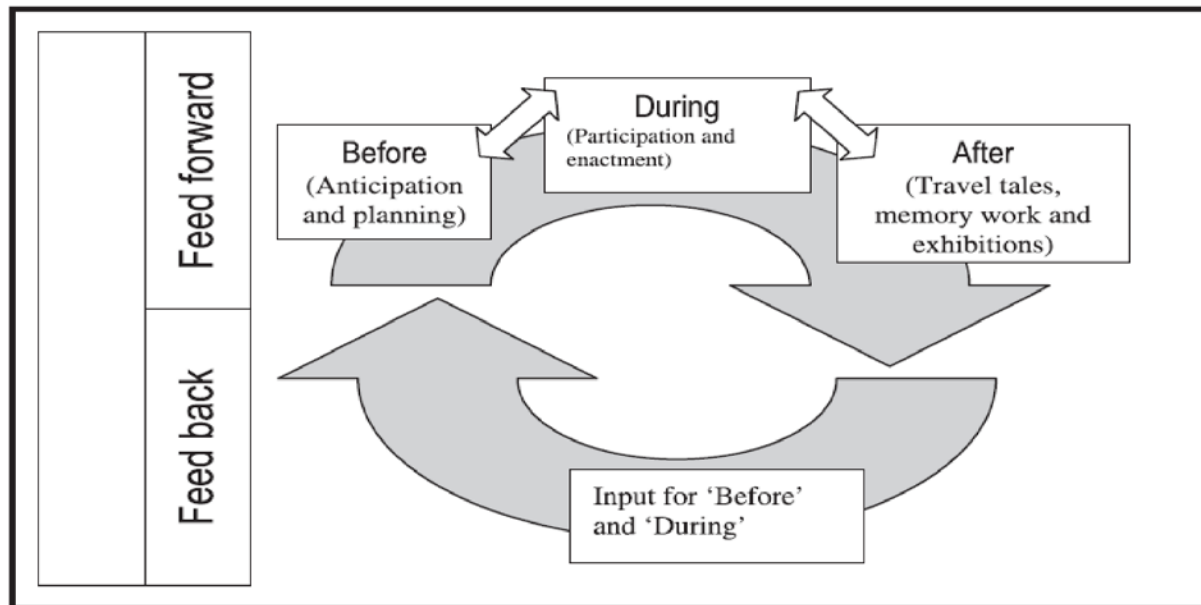 Feed forward
Feed back
Before
(Anticipation
and planning)
During
(Participation and
enactment)
After
(Travel tales,
memory work and
exhibitions)
Input for ‘Before’
and ‘During’